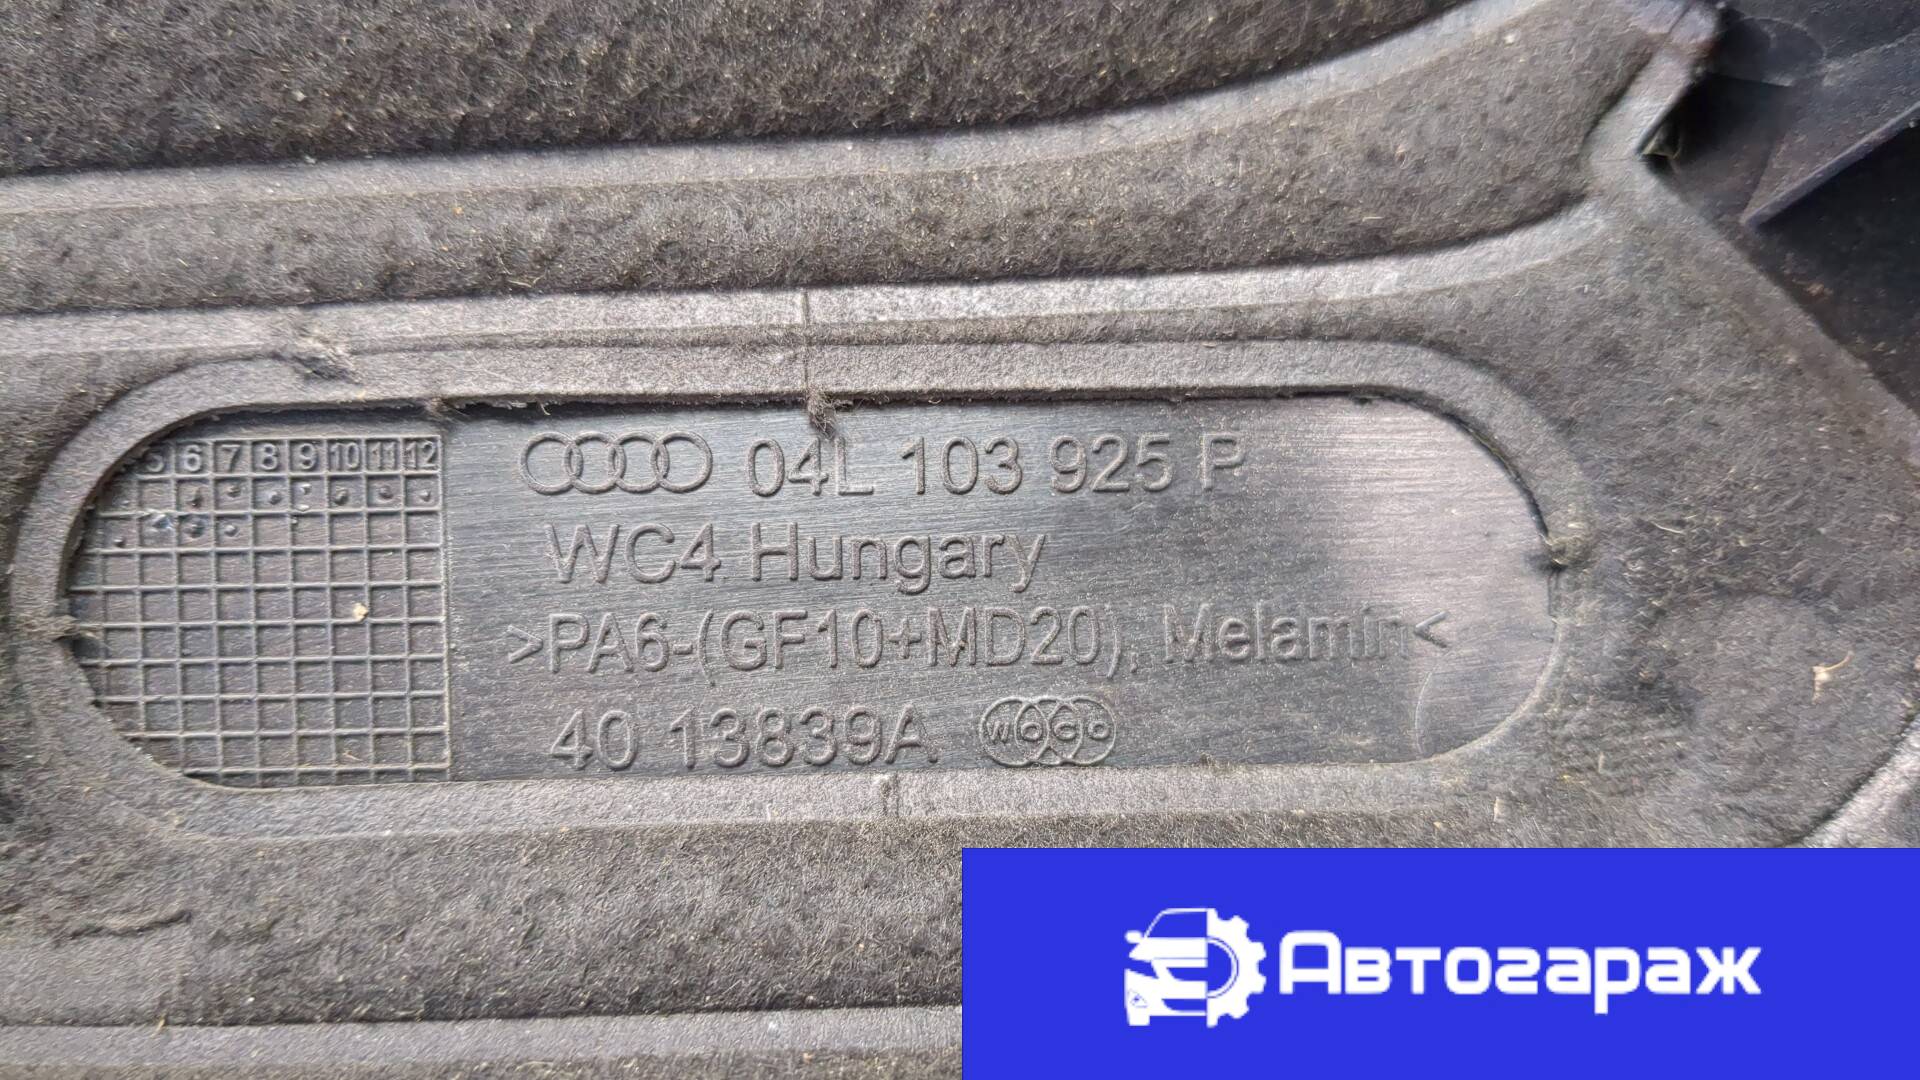 5 6 7 8 9 10 11 12
04L 103 925 P
WC4 Hungary
>PA6-(GF10+MD20), Melamin<
40 13839A WOCO
Автогараж